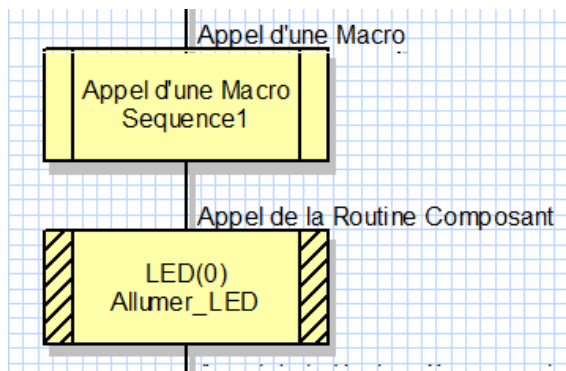 Appel d'une Macro
Appel d'une Macro
Sequence1
Appel de la Routine Composant
LED(0)
Allumer_LED